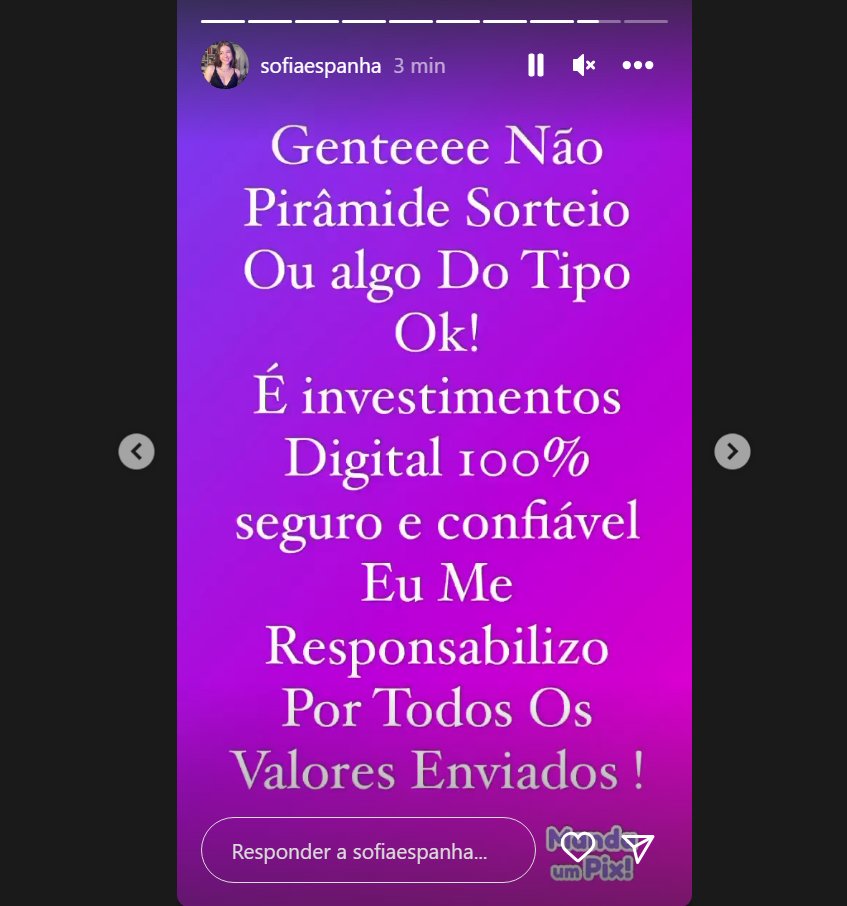 sofiaespanha 3 min
Genteeee Não
Pirâmide Sorteio
Ou algo Do Tipo
Ok!
É investimentos
Digital 100%
seguro e confiável
Eu Me
Responsabilizo
Por Todos Os
Valores Enviados !
Responder a sofiaespanha...
um Pix!